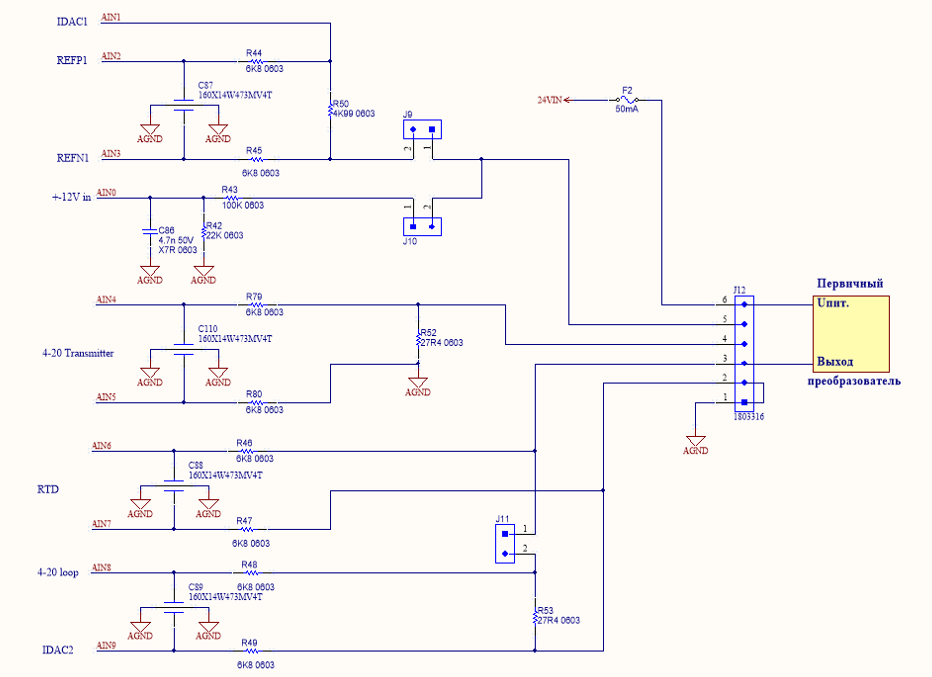 IDAC1 AIN1
REFP1 AIN2
R44
6K8 0603
C87
160X14W473MV4T
AGND AGND
R50
4K99 0603
J9
2 1
24VIN
F2
50mA
REFN1 AIN3
R45
6K8 0603
+-12V in AIN0
R43
100K 0603
C86
4.7n 50V
X7R 0603
R42
22K 0603
AGND AGND
1 2
J10
AIN4
R79
6K8 0603
C110
160X14W473MV4T
4-20 Transmitter
AGND AGND
R52
27R4 0603
AGND
AIN5
R80
6K8 0603
J12
6
5
4
3
2
1
1803316
AGND
Первичный
Uпит.
Выход
преобразователь
AIN6
R46
6K8 0603
C88
160X14W473MV4T
RTD
AGND AGND
AIN7
R47
6K8 0603
J11
1
2
4-20 loop AIN8
R48
6K8 0603
C89
160X14W473MV4T
AGND AGND
R53
27R4 0603
IDAC2 AIN9
R49
6K8 0603